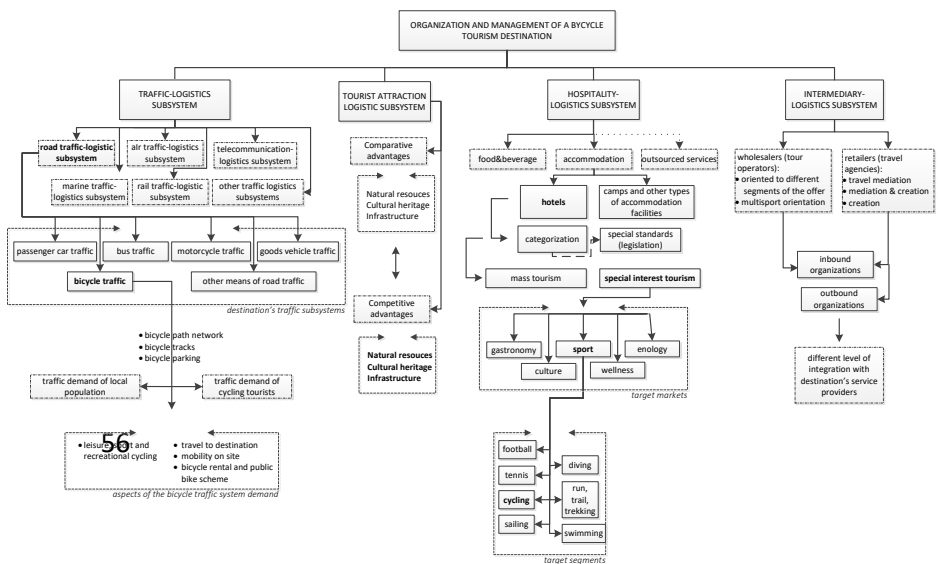 ORGANIZATION AND MANAGEMENT OF A BYCYCLE
TOURISM DESTINATION
TRAFFIC-LOGISTICS
SUBSYSTEM
TOURIST ATTRACTION
LOGISTIC SUBSYSTEM
HOSPITALITY-
LOGISTICS SUBSYSTEM
INTERMEDIARY-
LOGISTICS SUBSYSTEM
road traffic-logistic
subsystem
air traffic-logistics
subsystem
telecommunication-
logistics subsystem
marine traffic-
logistics subsystem
rail traffic-logistic
subsystem
other traffic logistics
subsystems
passenger car traffic
bus traffic
motorcycle traffic
goods vehicle traffic
bicycle traffic
other means of road traffic
destination's traffic subsystems
• bicycle path network
• bicycle tracks
• bicycle parking
traffic demand of local
population
traffic demand of
cycling tourists
56
• leisure, sport and
recreational cycling
• travel to destination
• mobility on site
• bicycle rental and public
bike scheme
aspects of the bicycle traffic system demand
Comparative
advantages
Natural resouces
Cultural heritage
Infrastructure
Competitive
advantages
Natural resouces
Cultural heritage
Infrastructure
food&beverage
accommodation
outsourced services
hotels
camps and other types
of accommodation
facilities
categorization
special standards
(legislation)
mass tourism
special interest tourism
gastronomy
sport
enology
culture
wellness
target markets
football
diving
tennis
cycling
run,
trail,
trekking
sailing
swimming
target segments
wholesalers (tour
operators):
• oriented to different
segments of the offer
• multisport orientation
retailers (travel
agencies):
• travel mediation
• mediation & creation
• creation
inbound
organizations
outbound
organizations
different level of
integration with
destination's service
providers